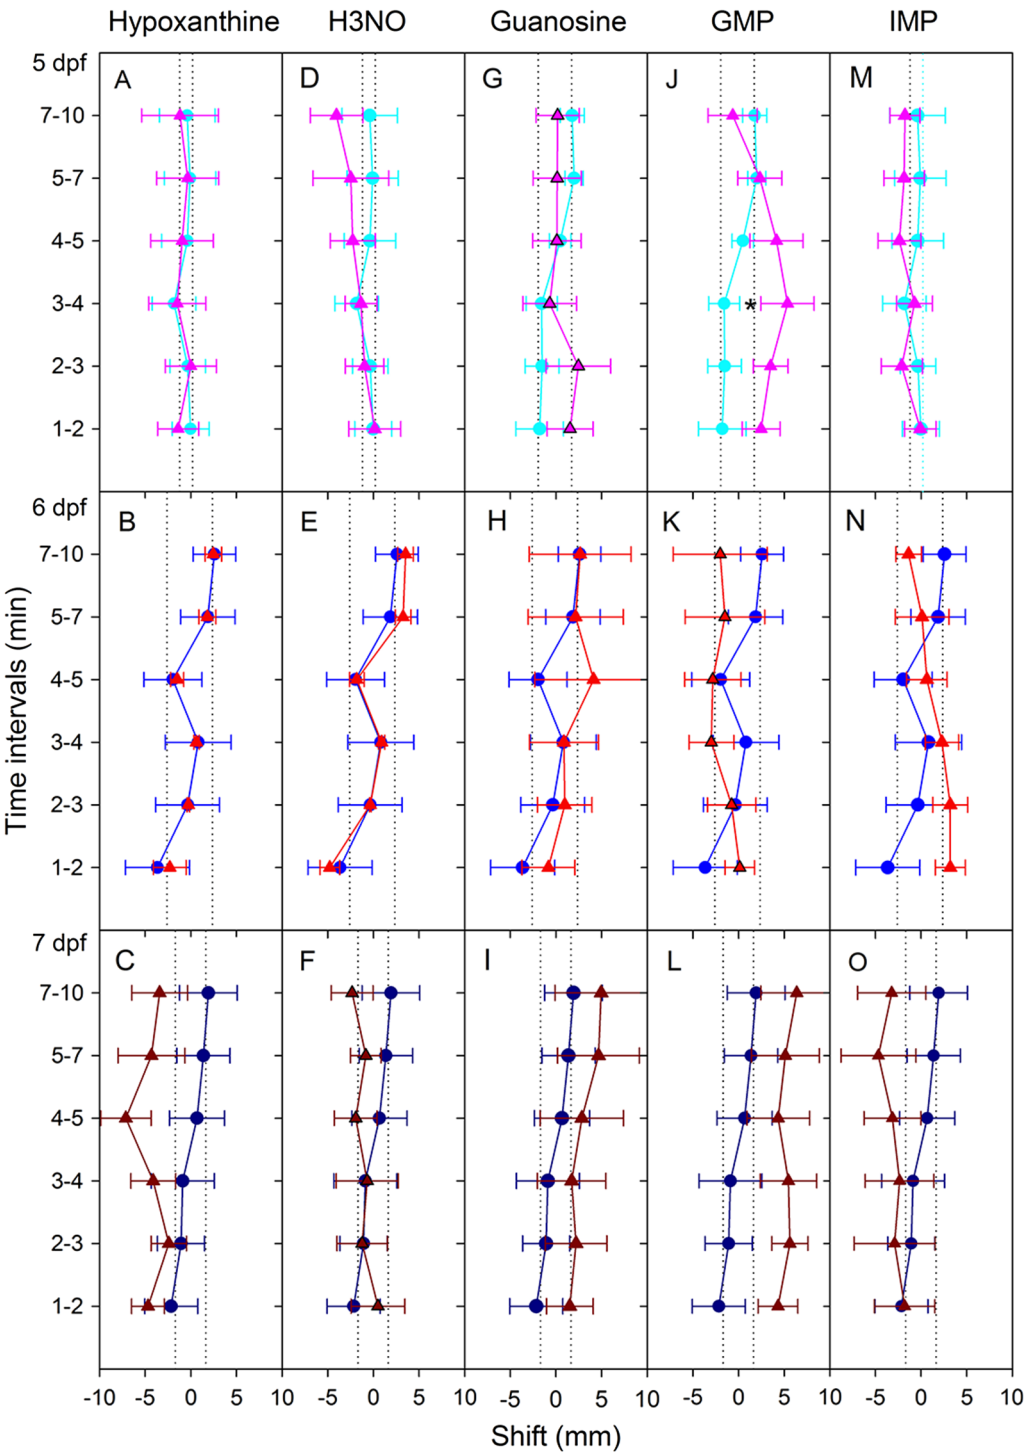 Hypoxanthine H3NO Guanosine GMP IMP
5 dpf
A D G J M
7-10
5-7
4-5
3-4 *
2-3
1-2
6 dpf
B E H K N
7-10
5-7
4-5
3-4
2-3
1-2
7 dpf
C F I L O
7-10
5-7
4-5
3-4
2-3
1-2
Time intervals (min)
-10 -5 0 5 10 -5 0 5 10 -5 0 5 10 -5 0 5 10 -5 0 5 10
Shift (mm)